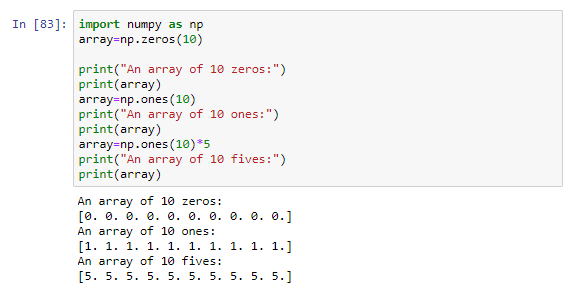 In [83]: import numpy as np
array=np.zeros(10)
print("An array of 10 zeros:")
print(array)
array=np.ones(10)
print("An array of 10 ones:")
print(array)
array=np.ones(10)*5
print("An array of 10 fives:")
print(array)
An array of 10 zeros:
[0. 0. 0. 0. 0. 0. 0. 0. 0. 0.]
An array of 10 ones:
[1. 1. 1. 1. 1. 1. 1. 1. 1. 1.]
An array of 10 fives:
[5. 5. 5. 5. 5. 5. 5. 5. 5. 5.]